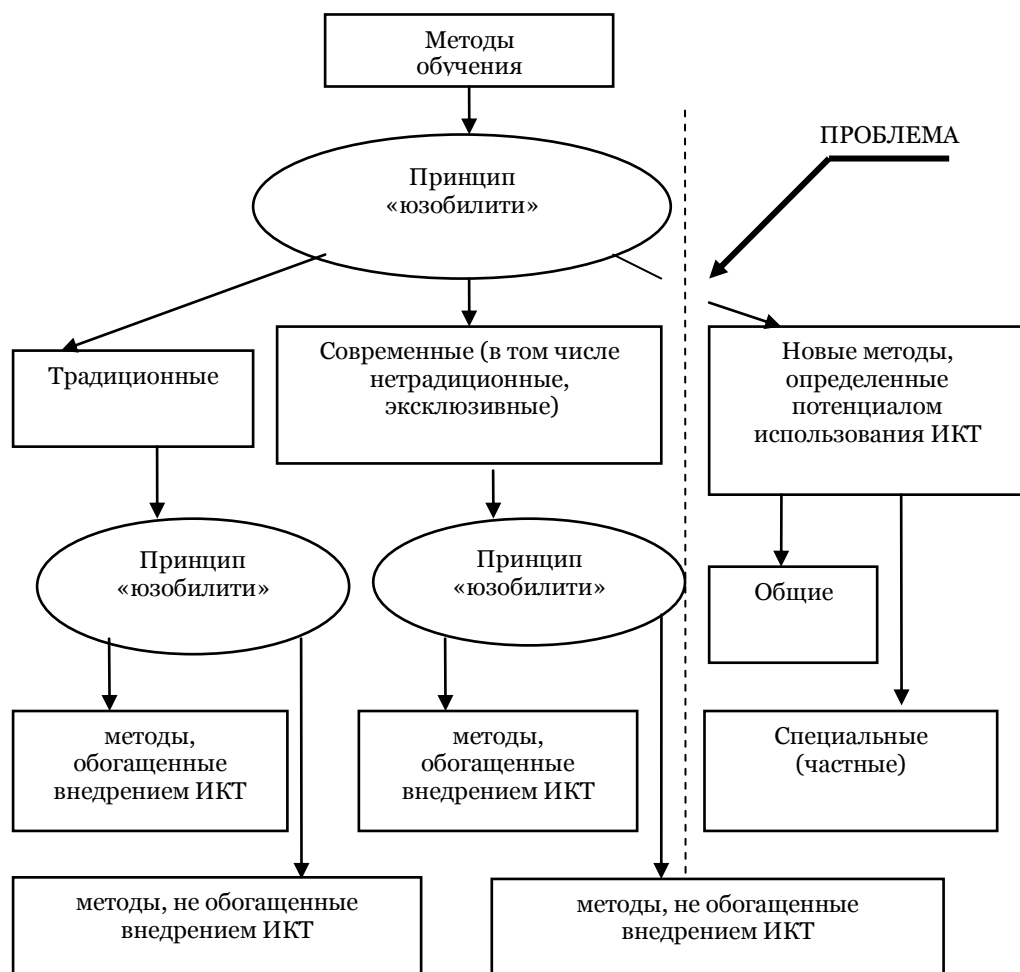 Методы
обучения
ПРОБЛЕМА
Принцип
«юзобилити»
Традиционные
Современные (в том числе
нетрадиционные,
эксклюзивные)
Новые методы,
определенные
потенциалом
использования ИКТ
Принцип
«юзобилити»
Принцип
«юзобилити»
Общие
методы,
обогащенные
внедрением ИКТ
методы,
обогащенные
внедрением ИКТ
Специальные
(частные)
методы, не обогащенные
внедрением ИКТ
методы, не обогащенные
внедрением ИКТ